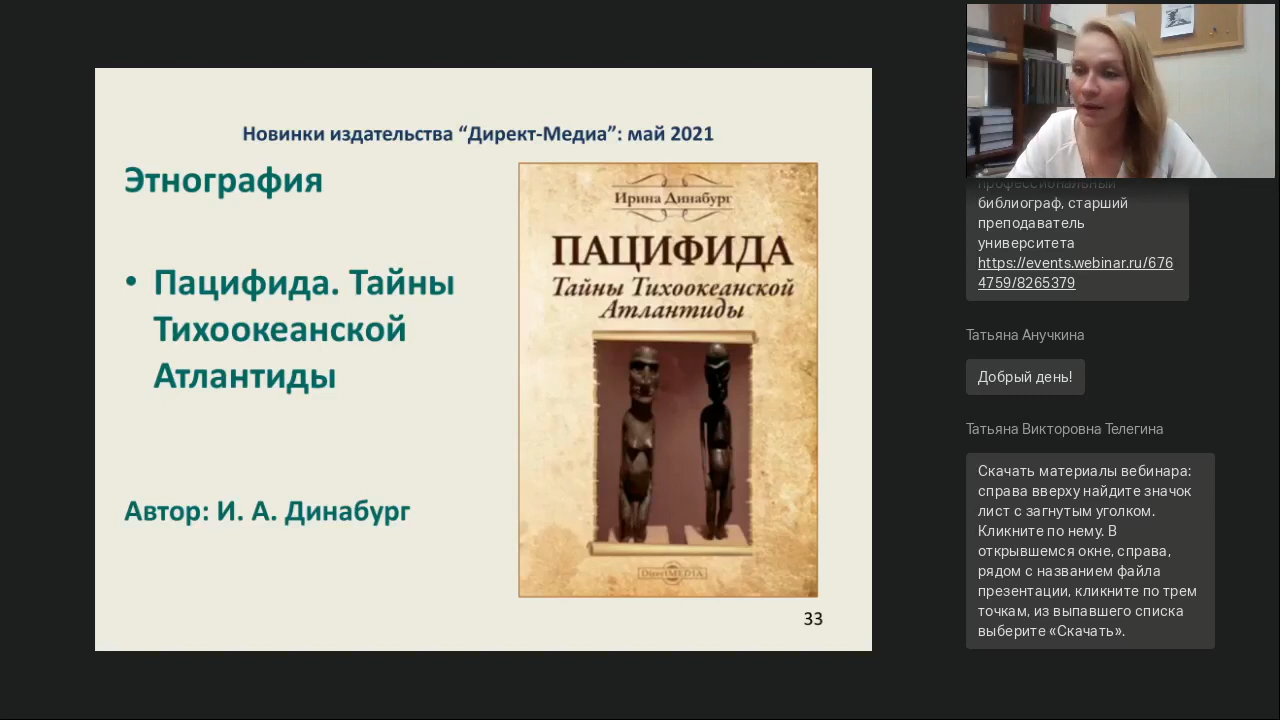 Новинки издательства “Директ-Медиа”: май 2021
Этнография
• Пацифида. Тайны
Тихоокеанской
Атлантиды
Автор: И. А. Динабург
Ирина Динабург
ПАЦИФИДА
Тайны Тихоокеанской
Атлантиды
DirectMEDIA
33
профессиональный
библиограф, старший
преподаватель
университета
https://events.webinar.ru/676
4759/8265379
Татьяна Анучкина
Добрый день!
Татьяна Викторовна Телегина
Скачать материалы вебинара:
справа вверху найдите значок
лист с загнутым уголком.
Кликните по нему. В
открывшемся окне, справа,
рядом с названием файла
презентации, кликните по трем
точкам, из выпавшего списка
выберите «Скачать».